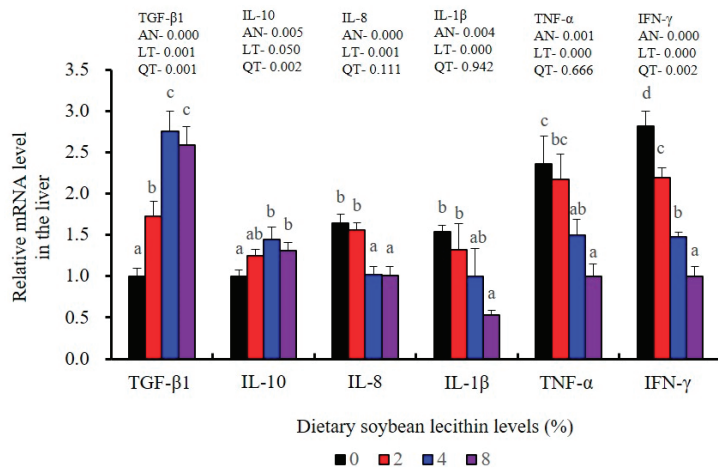 TGF-β1 IL-10 IL-8 IL-1β TNF-α IFN-γ
AN- 0.000 AN- 0.005 AN- 0.000 AN- 0.004 AN- 0.001 AN- 0.000
LT- 0.001 LT- 0.050 LT- 0.001 LT- 0.000 LT- 0.000 LT- 0.000
QT- 0.001 QT- 0.002 QT- 0.111 QT- 0.942 QT- 0.666 QT- 0.002
Relative mRNA level
in the liver
3.5
3.0
2.5
2.0
1.5
1.0
0.5
0.0
a b c c
a ab b b
b b a a
b b ab a
c bc ab a
d c b a
TGF-β1 IL-10 IL-8 IL-1β TNF-α IFN-γ
Dietary soybean lecithin levels (%)
0 2 4 8